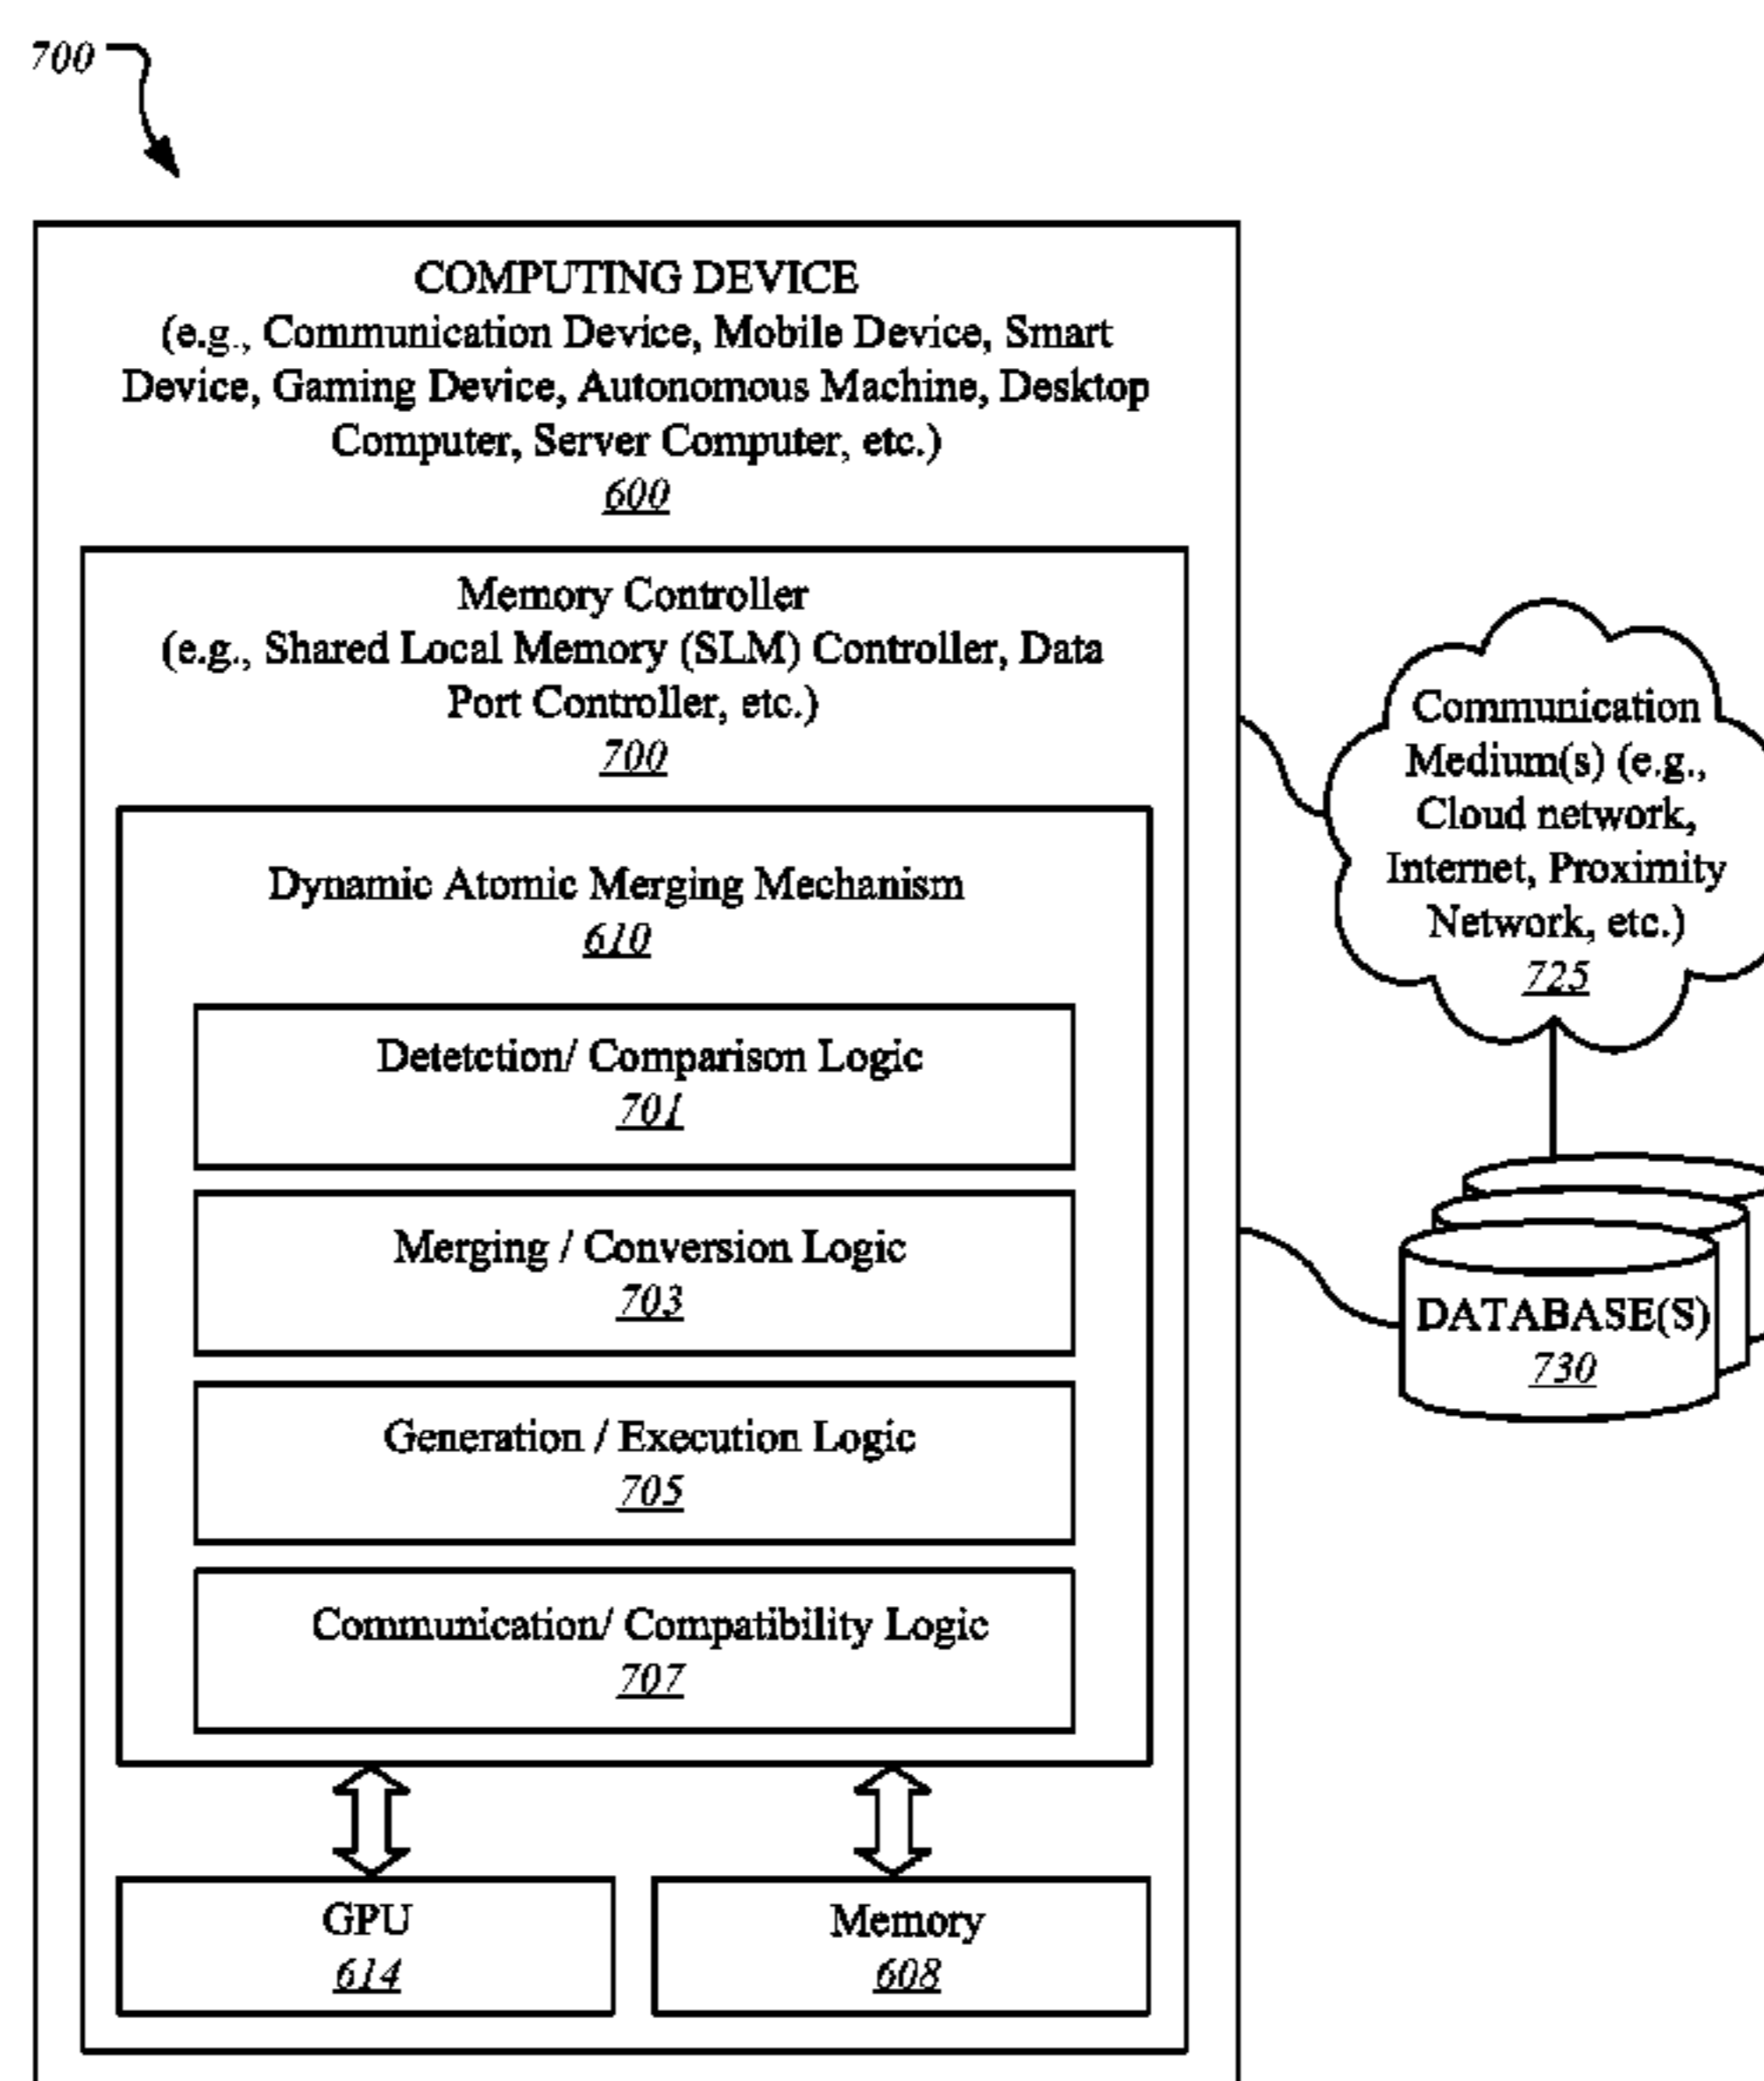 700
COMPUTING DEVICE
(e.g., Communication Device, Mobile Device, Smart
Device, Gaming Device, Autonomous Machine, Desktop
Computer, Server Computer, etc.)
600
Memory Controller
(e.g., Shared Local Memory (SLM) Controller, Data
Port Controller, etc.)
700
Dynamic Atomic Merging Mechanism
610
Detetction/ Comparison Logic
701
Merging / Conversion Logic
703
Generation / Execution Logic
705
Communication/ Compatibility Logic
707
GPU
614
Memory
608
Communication
Medium(s) (e.g.,
Cloud network,
Internet, Proximity
Network, etc.)
725
DATABASE(S)
730